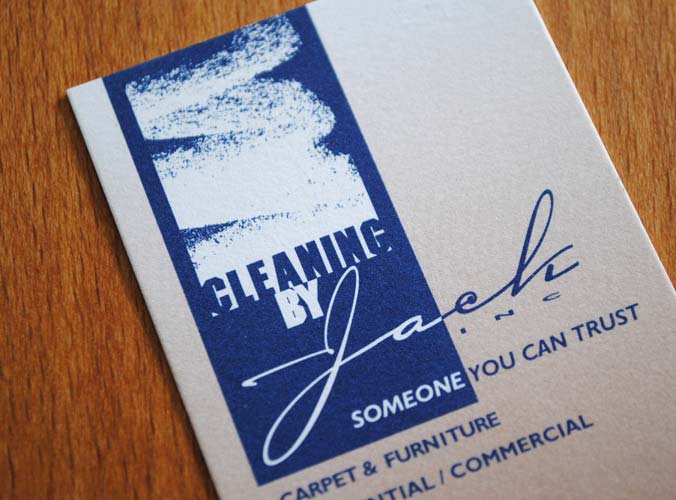 CLEANING
BY
Jack
INC
SOMEONE YOU CAN TRUST
CARPET & FURNITURE
/ COMMERCIAL